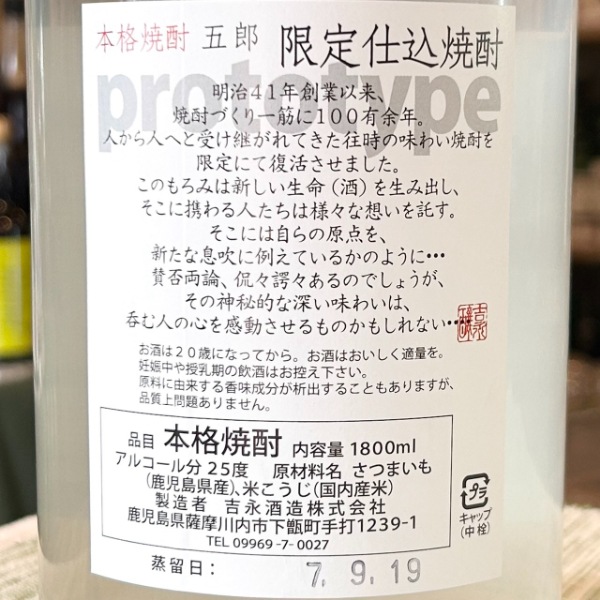 本格焼酎 五郎 限定仕込焼酎
prototype
明治41年創業以来、
焼酎づくり一筋に100有余年。
人から人へと受け継がれてきた往時の味わい焼酎を
限定にて復活させました。
このもろみは新しい生命(酒)を生み出し、
そこに携わる人たちは様々な想いを託す。
そこには自らの原点を、
新たな息吹に例えているかのように…
賛否両論、侃々諤々あるのでしょうが、
その神秘的な深い味わいは、
呑む人の心を感動させるものかもしれない…
お酒は20歳になってから。お酒はおいしく適量を。
妊娠中や授乳期の飲酒はお控え下さい。
原料に由来する香味成分が析出することもありますが、
品質上問題ありません。
品目 本格焼酎 内容量 1800ml
アルコール分 25度 原材料名 さつまいも
(鹿児島県産)、米こうじ(国内産米)
製造者 吉永酒造株式会社
鹿児島県薩摩川内市下甑町手打1239-1
TEL 09969-7-0027
プラ
キャップ
(中栓)
蒸留日: 7. 9. 19